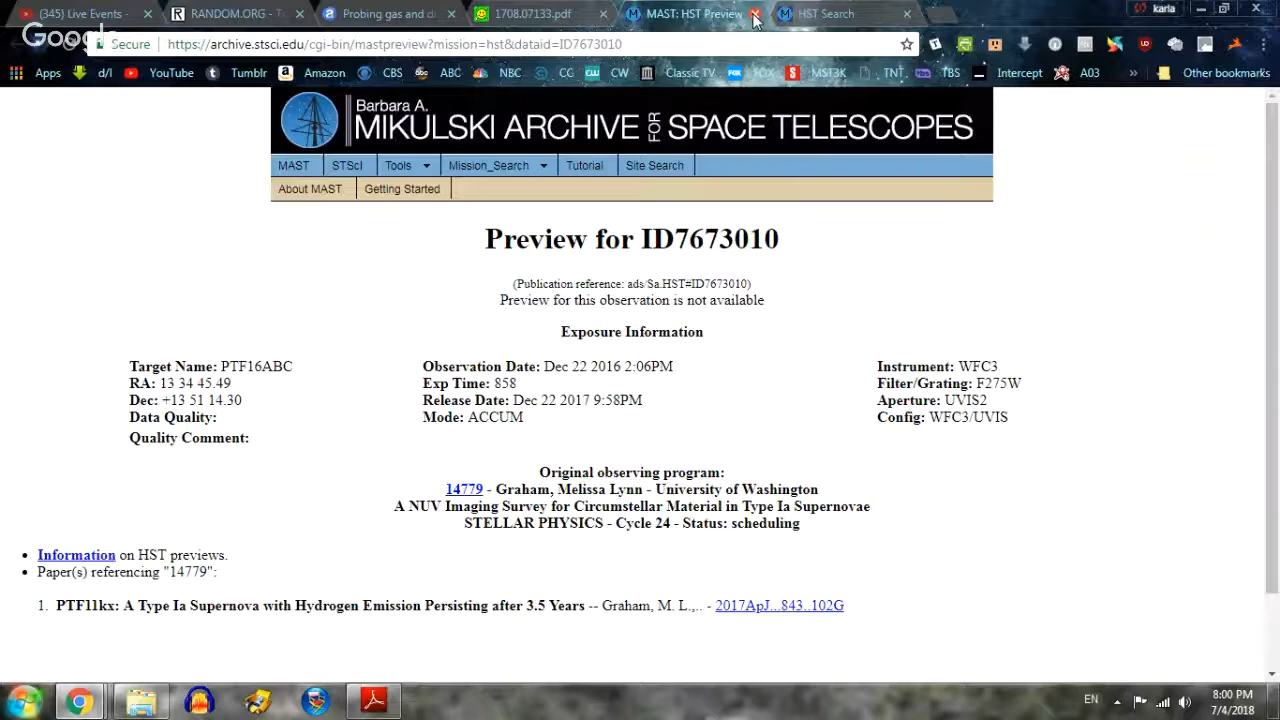 (345) Live Events
RANDOM.ORG - T
Probing gas and d
1708.07133.pdf
MAST: HST Preview
HST Search
karla
Google
Secure
https://archive.stsci.edu/cgi-bin/mastpreview?mission=hst&dataid=ID7673010
Apps
d/l
YouTube
Tumblr
Amazon
CBS
ABC
NBC
CC
CW
Classic TV
FOX
MST3K
TNT
TBS
Intercept
A03
»
Other bookmarks
Barbara A.
MIKULSKI ARCHIVE FOR SPACE TELESCOPES
MAST
STScI
Tools
Mission_Search
Tutorial
Site Search
About MAST
Getting Started
Preview for ID7673010
(Publication reference: ads/Sa.HST#ID7673010)
Preview for this observation is not available
Exposure Information
Target Name: PTF16ABC
RA: 13 34 45.49
Dec: +13 51 14.30
Data Quality:
Quality Comment:
Observation Date: Dec 22 2016 2:06PM
Exp Time: 858
Release Date: Dec 22 2017 9:58PM
Mode: ACCUM
Instrument: WFC3
Filter/Grating: F275W
Aperture: UVIS2
Config: WFC3/UVIS
Original observing program:
14779 - Graham, Melissa Lynn - University of Washington
A NUV Imaging Survey for Circumstellar Material in Type Ia Supernovae
STELLAR PHYSICS - Cycle 24 - Status: scheduling
• Information on HST previews.
• Paper(s) referencing "14779":
1. PTF11kx: A Type Ia Supernova with Hydrogen Emission Persisting after 3.5 Years -- Graham, M. L.,.. - 2017ApJ...843..102G
EN
8:00 PM
7/4/2018